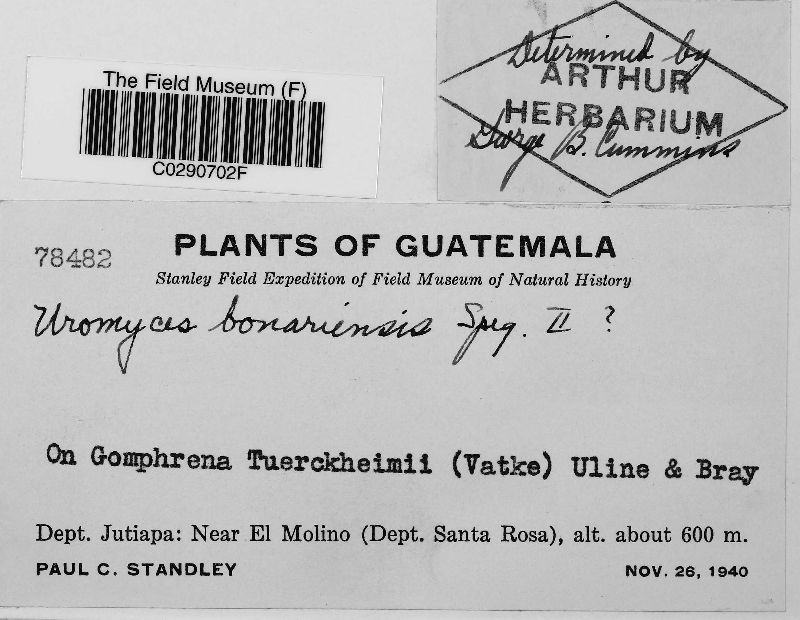 The Field Museum (F)
C0290702F
Determined by
ARTHUR
HERBARIUM
George B. Cummins
78482
PLANTS OF GUATEMALA
Stanley Field Expedition of Field Museum of Natural History
Uromyces bonariensis Speg. II ?
On Gomphrena Tuerckheimii (Vatke) Uline & Bray
Dept. Jutiapa: Near El Molino (Dept. Santa Rosa), alt. about 600 m.
PAUL C. STANDLEY
NOV. 26, 1940